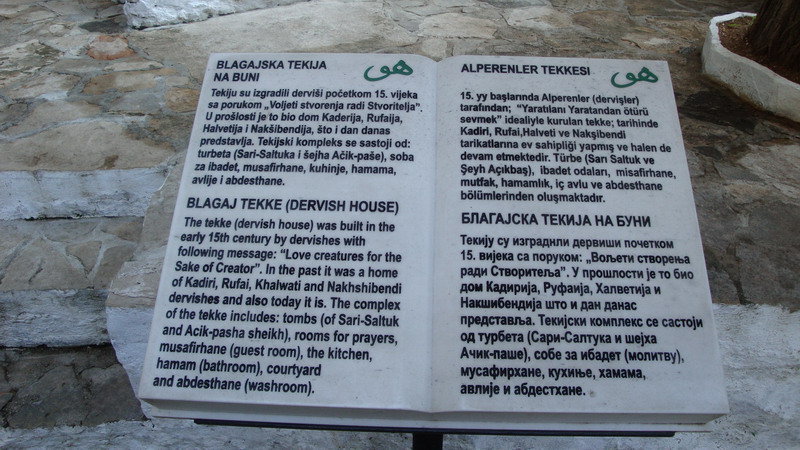 BLAGAJSKA TEKIJA
NA BUNI
هو
Tekiju su izgradili derviši početkom 15. vijeka
sa porukom „Voljeti stvorenja radi Stvoritelja”.
U prošlosti je to bio dom Kaderija, Rufaija,
Halvetija i Nakšibendija, što i dan danas
predstavlja. Tekijski kompleks se sastoji od:
turbeta (Sari-Saltuka i šejha Ačik-paše), soba
za ibadet, musafirhane, kuhinje, hamama,
avlije i abdesthane.
BLAGAJ TEKKE (DERVISH HOUSE)
The tekke (dervish house) was built in the
early 15th century by dervishes with
following message: “Love creatures for the
Sake of Creator”. In the past it was a home
of Kadiri, Rufai, Khalwati and Nakhshibendi
dervishes and also today it is. The complex
of the tekke includes: tombs (of Sari-Saltuk
and Acik-pasha sheikh), rooms for prayers,
musafirhane (guest room), the kitchen,
hamam (bathroom), courtyard
and abdesthane (washroom).
ALPERENLER TEKKESI
هو
15. yy başlarında Alperenler (dervişler)
tarafından; “Yaratılanı Yaratandan ötürü
sevmek” idealiyle kurulan tekke; tarihinde
Kadiri, Rufai,Halveti ve Nakşibendi
tarikatlarına ev sahipliği yapmış ve halen de
devam etmektedir. Türbe (Sarı Saltuk ve
Şeyh Açıkbaş), ibadet odaları, misafirhane,
mutfak, hamamlık, iç avlu ve abdesthane
bölümlerinden oluşmaktadır.
БЛАГАЈСКА ТЕКИЈА НА БУНИ
Текију су изградпли дервиши почетком
15. вијека са поруком: „Вољети створења
ради Створитеља”. У прошлости је то био
дом Кадирија, Руфаија, Халветија и
Накшибендија што и дан данас
представља. Текијски комплекс се састоји
од турбета (Сари-Салтука и шејха
Ачик-паше), собе за ибадет (молитву),
мусафирхане, кухиње, хамама,
авлије и абдестхане.